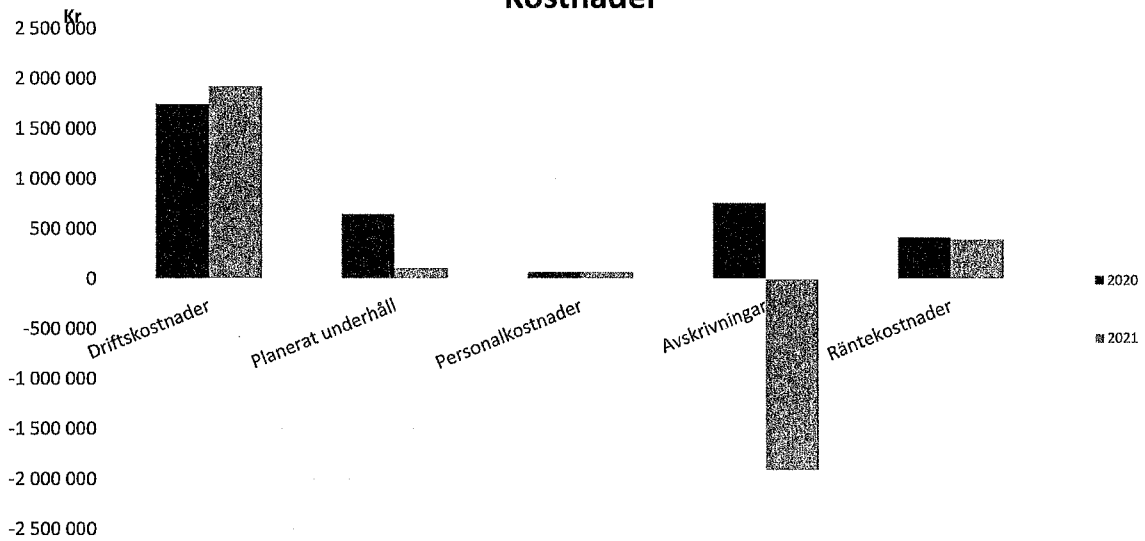 Kostnader
Kr
2 500 000
2 000 000
1 500 000
1 000 000
500 000
0
-500 000
-1 000 000
-1 500 000
-2 000 000
-2 500 000
Driftskostnader
Planerat underhåll
Personalkostnader
Avskrivningar
Räntekostnader
2020
2021